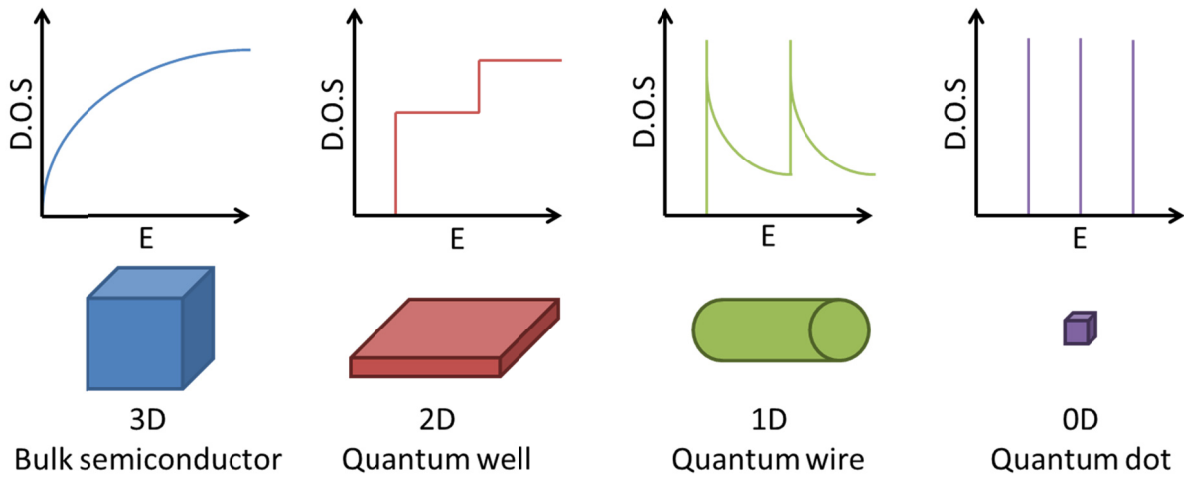 D.O.S
E
D.O.S
E
D.O.S
E
D.O.S
E
3D
Bulk semiconductor
2D
Quantum well
1D
Quantum wire
0D
Quantum dot